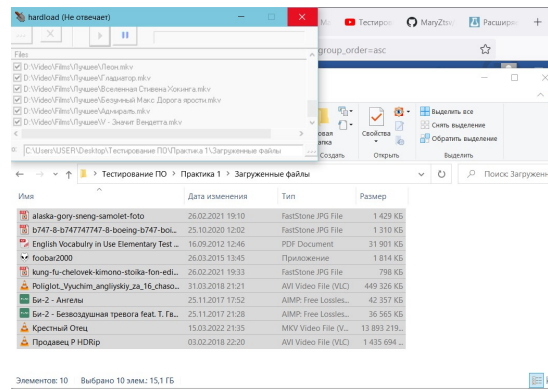 hardload (Не отвечает)
Тестиров
MaryZtsu
Расширен
Files
D:\Video\Films\Лучшее\Леон.mkv
D:\Video\Films\Лучшее\Гладиатор.mkv
D:\Video\Films\Лучшее\Вселенная Стивена Хокинга.mkv
D:\Video\Films\Лучшее\Безумный Макс Дорога ярости.mkv
D:\Video\Films\Лучшее\Адмиралъ.mkv
D:\Video\Films\Лучшее\V - Значит Вендетта.mkv
C:\Users\USER\Desktop\Тестирование ПО\Практика 1\Загруженные файлы
group_order=asc
Свойства
Выделить все
Снять выделение
Обратить выделение
Создать Открыть Выделить
Тестирование ПО > Практика 1 > Загруженные файлы
Поиск: Загружен
Имя Дата изменения Тип Размер
alaska-gory-sneng-samolet-foto 26.02.2021 19:10 FastStone JPG File 1 429 КБ
b747-8-b747747747-8-boeing-b747-boi... 25.10.2020 12:02 FastStone JPG File 1 310 КБ
English Vocabulry in Use Elementary Test ... 16.09.2012 12:46 PDF Document 31 901 КБ
foobar2000 26.03.2015 13:45 Приложение 1 814 КБ
kung-fu-chelovek-kimono-stoika-fon-edi... 26.02.2021 19:33 FastStone JPG File 798 КБ
Poliglot._Vyuchim_angliyskiy_za_16_chaso... 31.03.2018 21:21 AVI Video File (VLC) 449 326 КБ
Би-2 - Ангелы 25.11.2017 17:52 AIMP: Free Lossles... 42 357 КБ
Би-2 - Безвоздушная тревога feat. Т. Гв... 25.11.2017 21:28 AIMP: Free Lossles... 36 565 КБ
Крестный Отец 15.03.2022 21:35 MKV Video File (V... 13 893 219...
Продавец P HDRip 03.02.2018 22:20 AVI Video File (VLC) 1 435 694 ...
Элементов: 10 Выбрано 10 элем.: 15,1 ГБ